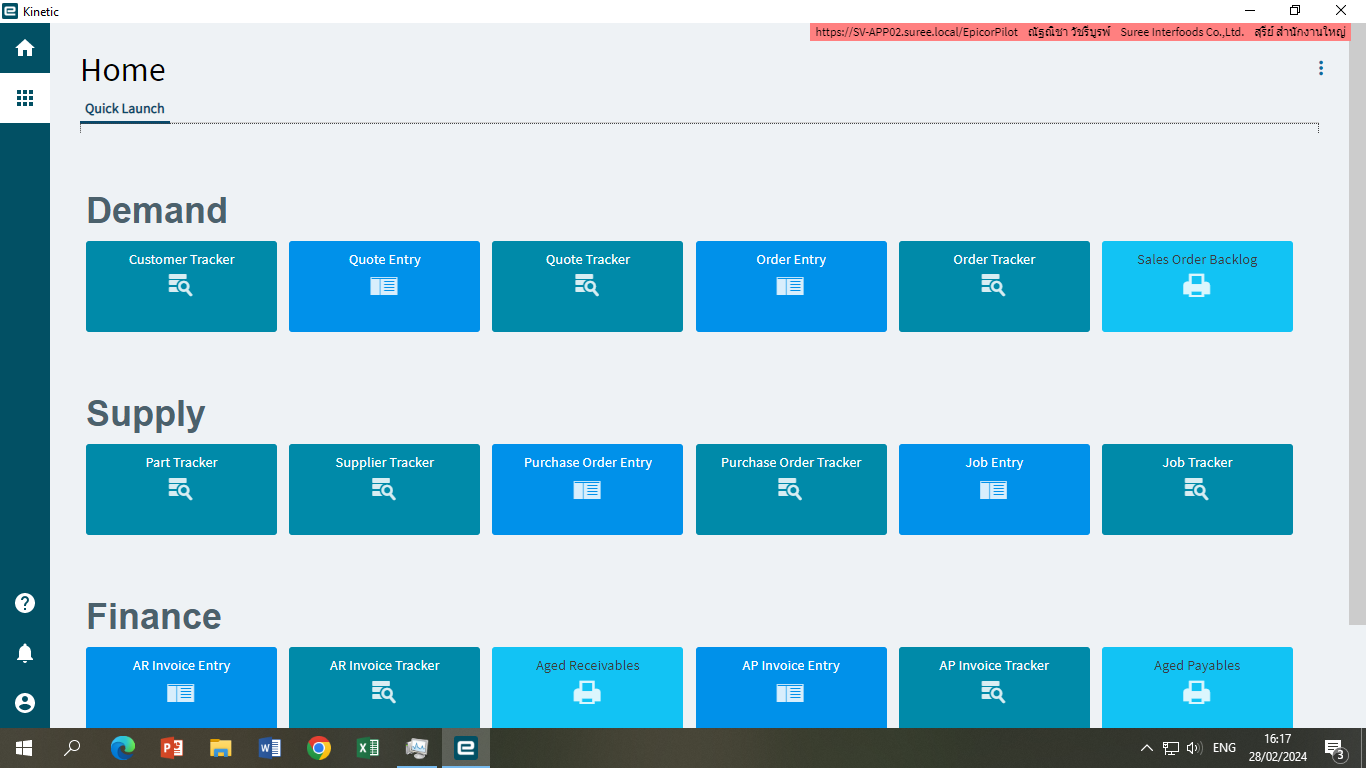 Kinetic
https://SV-APP02.suree.local/EpicorPilot ณัฐณิชา วัชรีบูรพ์ Suree Interfoods Co.,Ltd. สุรีย์ สำนักงานใหญ่
Home
Quick Launch
Demand
Customer Tracker
Quote Entry
Quote Tracker
Order Entry
Order Tracker
Sales Order Backlog
Supply
Part Tracker
Supplier Tracker
Purchase Order Entry
Purchase Order Tracker
Job Entry
Job Tracker
Finance
AR Invoice Entry
AR Invoice Tracker
Aged Receivables
AP Invoice Entry
AP Invoice Tracker
Aged Payables
ENG
16:17
28/02/2024
3